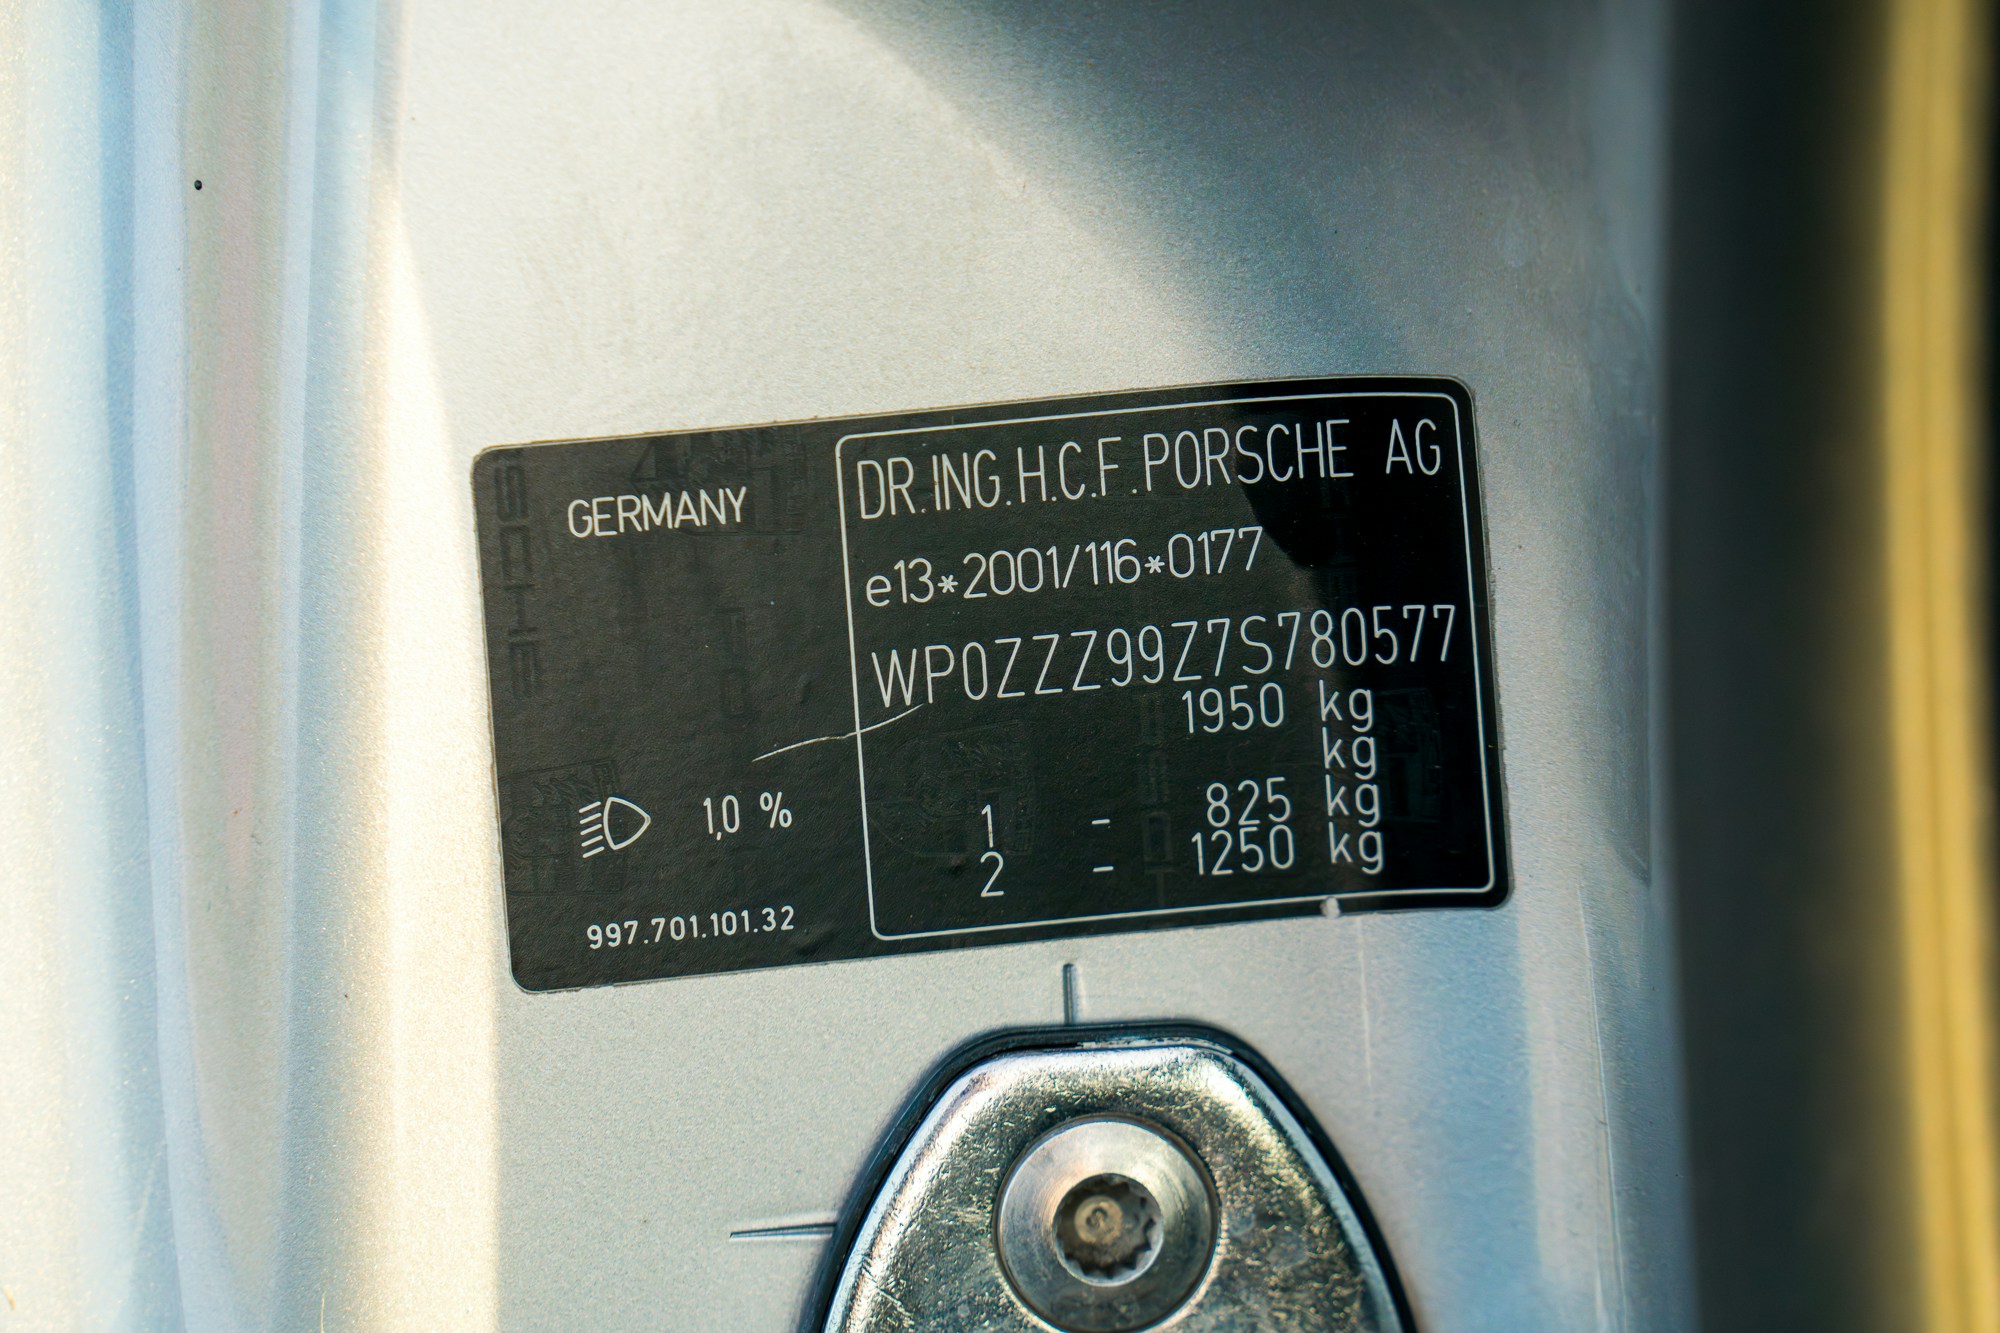 GERMANY
DR.ING.H.C.F.PORSCHE AG
e13*2001/116*0177
WP0ZZZ99Z7S780577
1950 kg
kg
1 - 825 kg
2 - 1250 kg
1,0 %
997.701.101.32